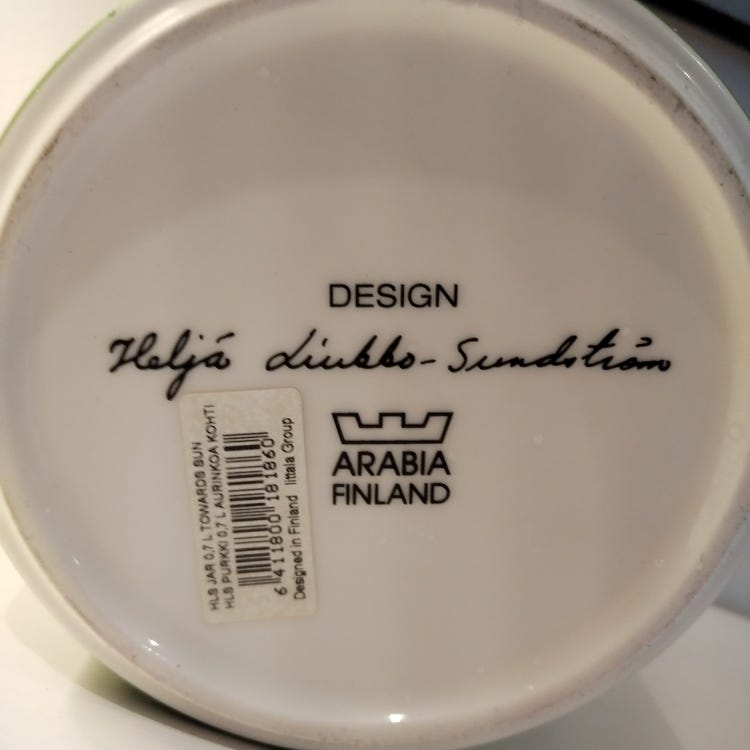 DESIGN
Heljä Liukko-Sundström
ARABIA
FINLAND
HLS JAR 0,7 L TOWARDS SUN
HLS PURKKI 0,7 L AURINKOA KOHTI
6 411800 181860
Designed in Finland Iittala Group